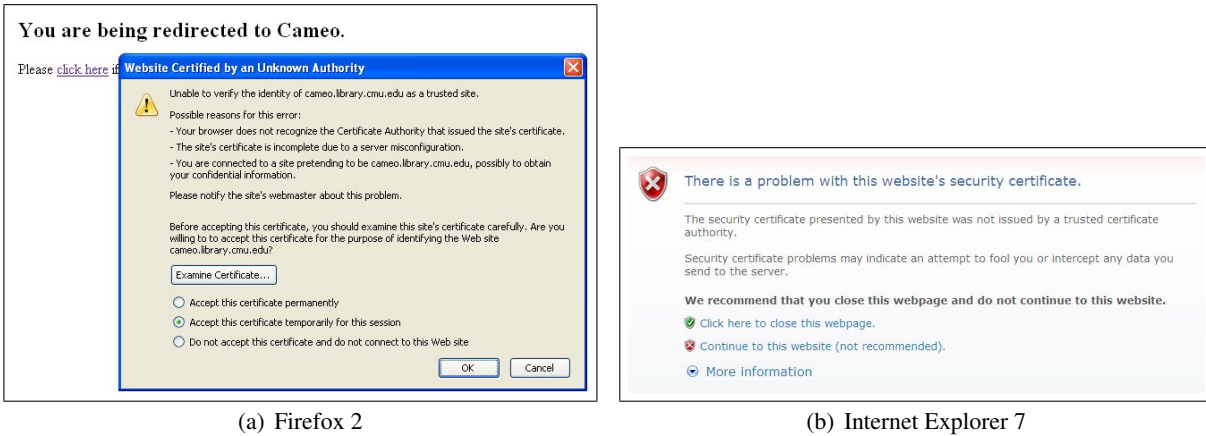 You are being redirected to Cameo.
Please click here if
Website Certified by an Unknown Authority
Unable to verify the identity of cameo.library.cmu.edu as a trusted site.
Possible reasons for this error:
- Your browser does not recognize the Certificate Authority that issued the site's certificate.
- The site's certificate is incomplete due to a server misconfiguration.
- You are connected to a site pretending to be cameo.library.cmu.edu, possibly to obtain
your confidential information.
Please notify the site's webmaster about this problem.
Before accepting this certificate, you should examine this site's certificate carefully. Are you
willing to to accept this certificate for the purpose of identifying the Web site
cameo.library.cmu.edu?
Examine Certificate...
Accept this certificate permanently
Accept this certificate temporarily for this session
Do not accept this certificate and do not connect to this Web site
OK Cancel
(a) Firefox 2
There is a problem with this website's security certificate.
The security certificate presented by this website was not issued by a trusted certificate
authority.
Security certificate problems may indicate an attempt to fool you or intercept any data you
send to the server.
We recommend that you close this webpage and do not continue to this website.
Click here to close this webpage.
Continue to this website (not recommended).
More information
(b) Internet Explorer 7